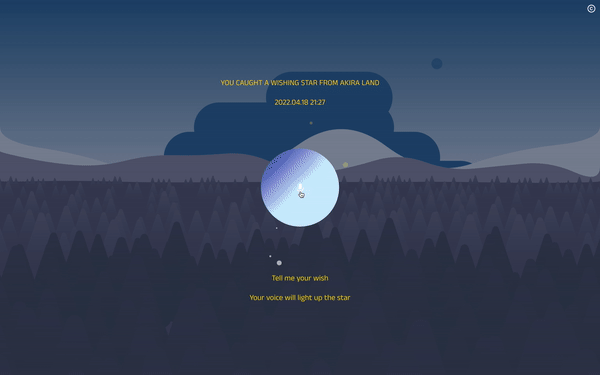 ©
YOU CAUGHT A WISHING STAR FROM AKIRA LAND
2022.04.18 21:27
Tell me your wish
Your voice will light up the star